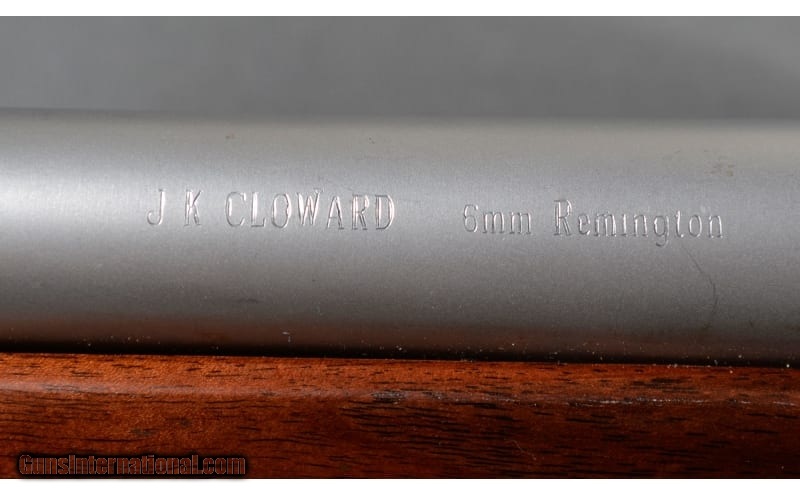 J K CLOWARD 6mm Remington
GunsInternational.com